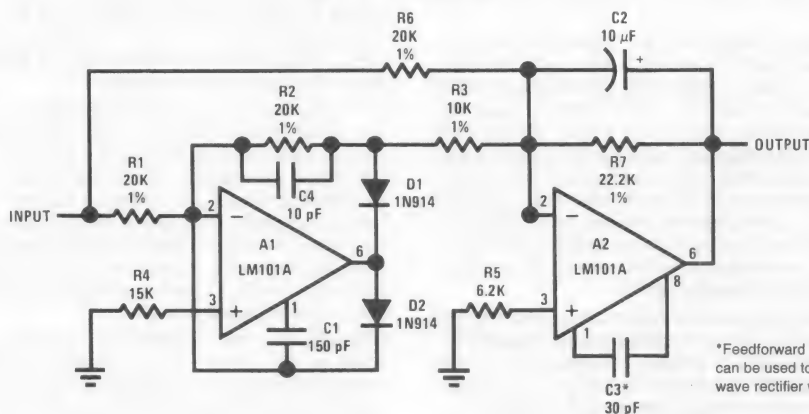 R6
20K
1%
C2
10 μF
+
R2
20K
1%
R3
10K
1%
R1
20K
1%
C4
10 pF
D1
1N914
R7
22.2K
1%
OUTPUT
INPUT
2
−
A1
LM101A
6
3
+
1
R4
15K
C1
150 pF
D2
1N914
2
−
A2
LM101A
6
8
3
+
1
R5
6.2K
C3*
30 pF
*Feedforward
can be used to
wave rectifier